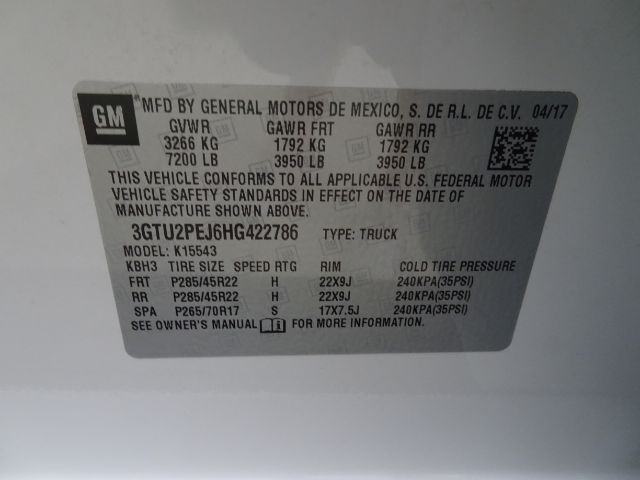 GM
MFD BY GENERAL MOTORS DE MEXICO, S. DE R.L. DE C.V. 04/17
GVWR GAWR FRT GAWR RR
3266 KG 1792 KG 1792 KG
7200 LB 3950 LB 3950 LB
THIS VEHICLE CONFORMS TO ALL APPLICABLE U.S. FEDERAL MOTOR
VEHICLE SAFETY STANDARDS IN EFFECT ON THE DATE OF
MANUFACTURE SHOWN ABOVE.
3GTU2PEJ6HG422786 TYPE: TRUCK
MODEL: K15543
KBH3 TIRE SIZE SPEED RTG RIM COLD TIRE PRESSURE
FRT P285/45R22 H 22X9J 240KPA(35PSI)
RR P285/45R22 H 22X9J 240KPA(35PSI)
SPA P265/70R17 S 17X7.5J 240KPA(35PSI)
SEE OWNER'S MANUAL FOR MORE INFORMATION.